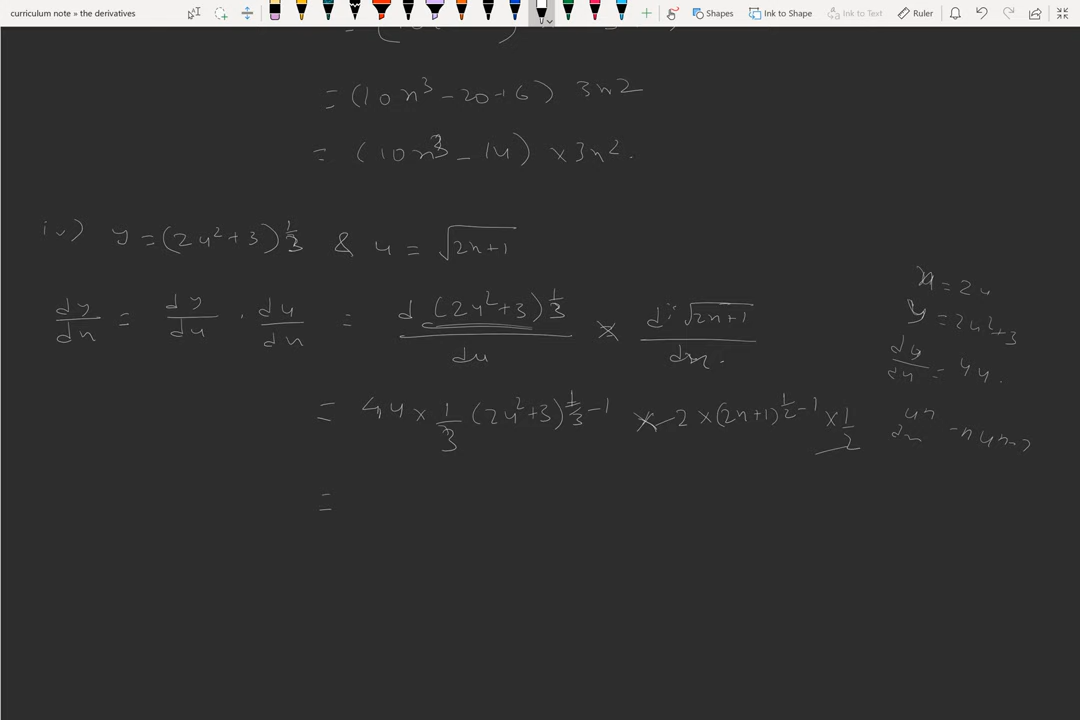 curriculum note » the derivatives
Shapes Ink to Shape Ink to Text Ruler
= (10x³ - 20+6) 3x2
= (10x³ - 14) × 3x².
iv) y = (2u²+3)^1/3 & u = √2x+1
dy/dx = dy/du . du/dx = d (2u²+3)^1/3 / du × d √2x+1 / dx.
x = 2u
y = 2u²+3
dy/du = 4u.
= 4u × 1/3 (2u²+3)^1/3-1 × 2 × (2x+1)^1/2-1 × 1/2
=